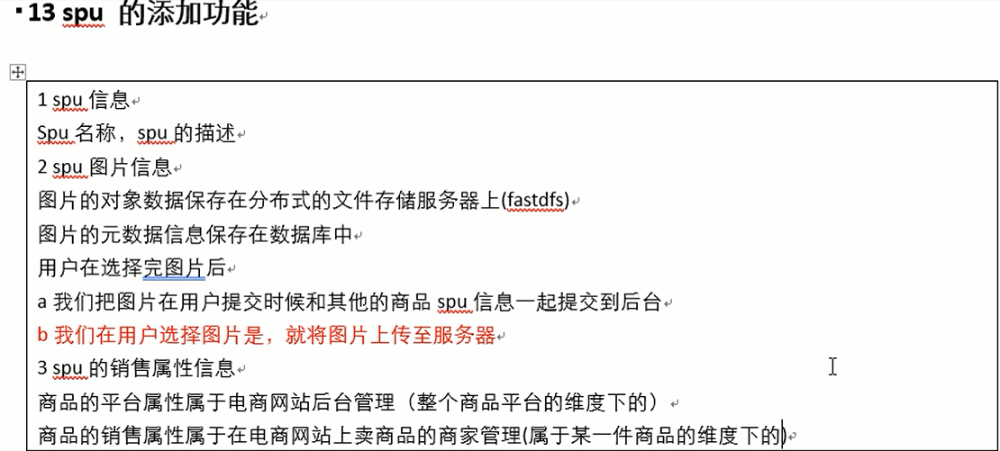 ▪13 spu 的添加功能
1 spu 信息
Spu 名称，spu 的描述
2 spu 图片信息
图片的对象数据保存在分布式的文件存储服务器上(fastdfs)
图片的元数据信息保存在数据库中
用户在选择完图片后
a 我们把图片在用户提交时候和其他的商品 spu 信息一起提交到后台
b 我们在用户选择图片是，就将图片上传至服务器
3 spu 的销售属性信息
商品的平台属性属于电商网站后台管理（整个商品平台的维度下的）
商品的销售属性属于在电商网站上卖商品的商家管理(属于某一件商品的维度下的)